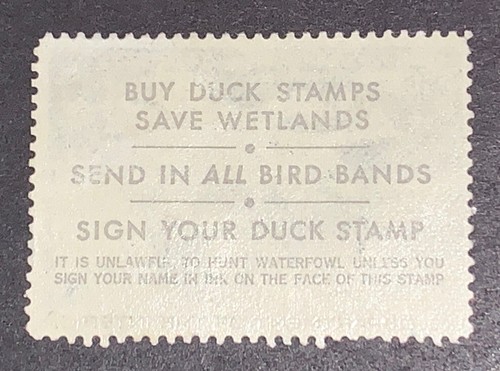 BUY DUCK STAMPS
SAVE WETLANDS
SEND IN ALL BIRD BANDS
SIGN YOUR DUCK STAMP
IT IS UNLAWFUL TO HUNT WATERFOWL UNLESS YOU
SIGN YOUR NAME IN INK ON THE FACE OF THIS STAMP